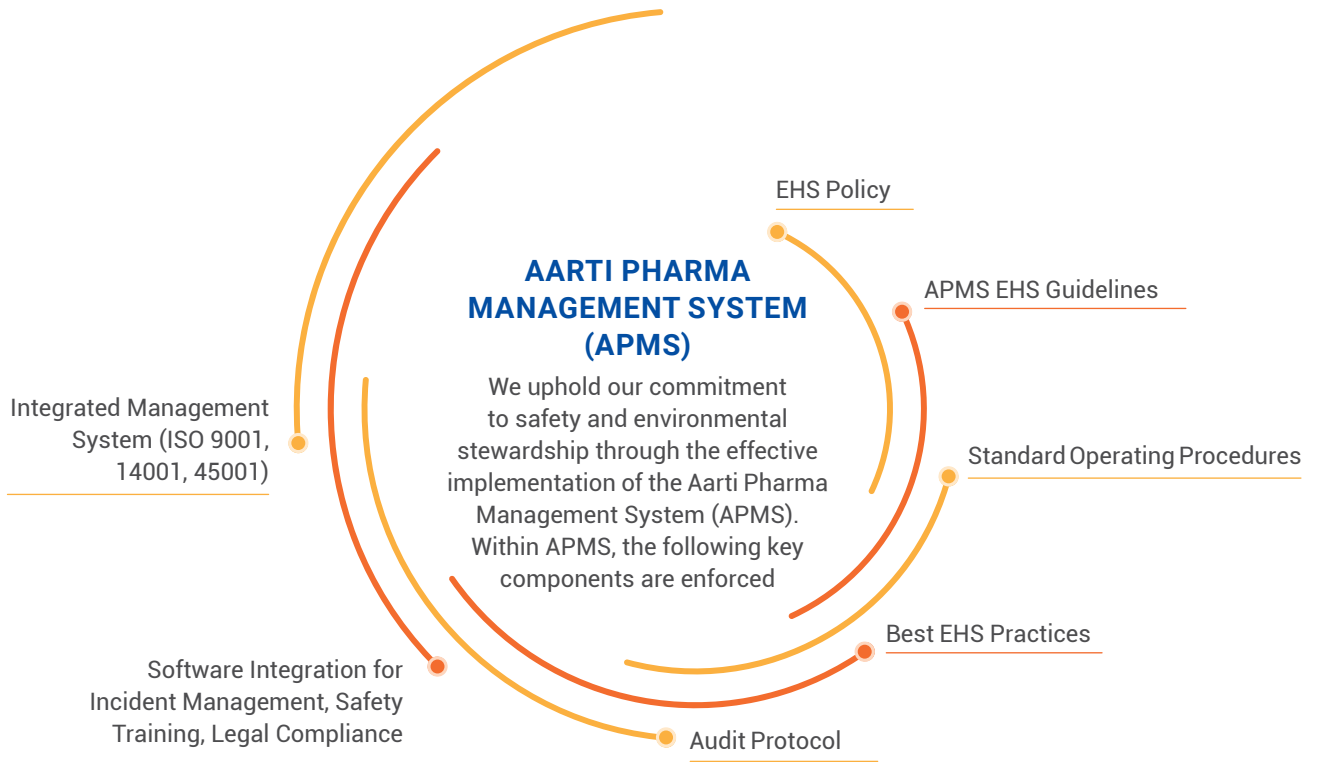 AARTI PHARMA
MANAGEMENT SYSTEM
(APMS)
We uphold our commitment
to safety and environmental
stewardship through the effective
implementation of the Aarti Pharma
Management System (APMS).
Within APMS, the following key
components are enforced
EHS Policy
APMS EHS Guidelines
Standard Operating Procedures
Best EHS Practices
Audit Protocol
Software Integration for
Incident Management, Safety
Training, Legal Compliance
Integrated Management
System (ISO 9001,
14001, 45001)